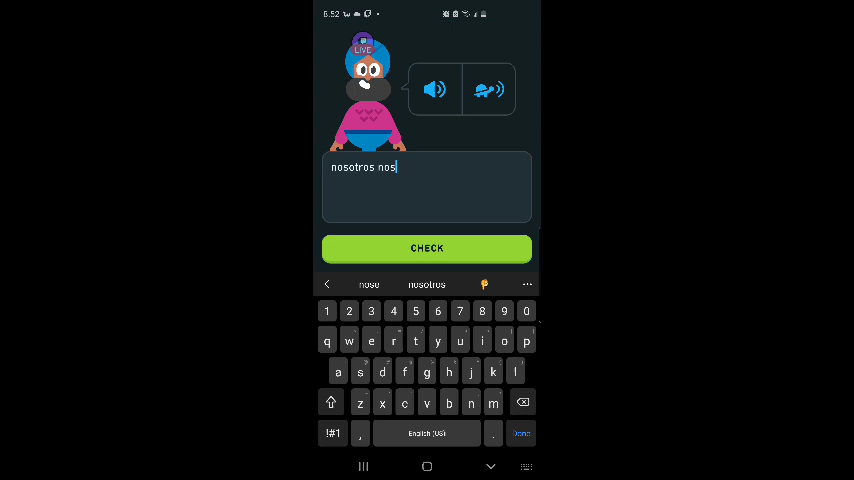 8:52
LIVE
nosotros nos
CHECK
nose nosotros
1 2 3 4 5 6 7 8 9 0
q w e r t y u i o p
a s d f g h j k l
z x c v b n m
!#1 , English (US) . Done